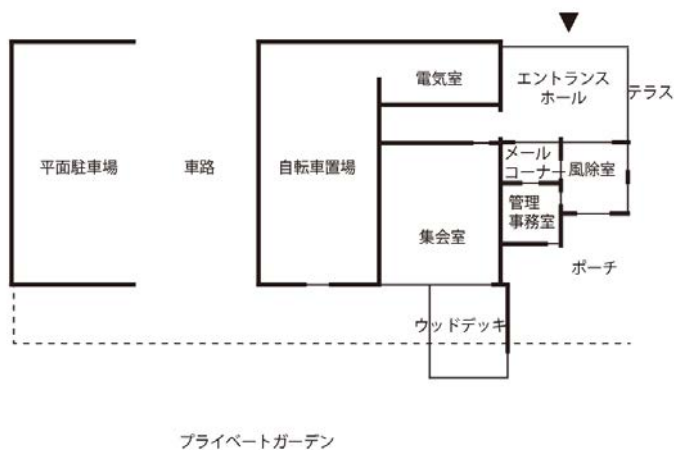 電気室
エントランス
ホール
テラス
平面駐車場
車路
自転車置場
メール
コーナー
風除室
管理
事務室
集会室
ポーチ
ウッドデッキ
プライベートガーデン